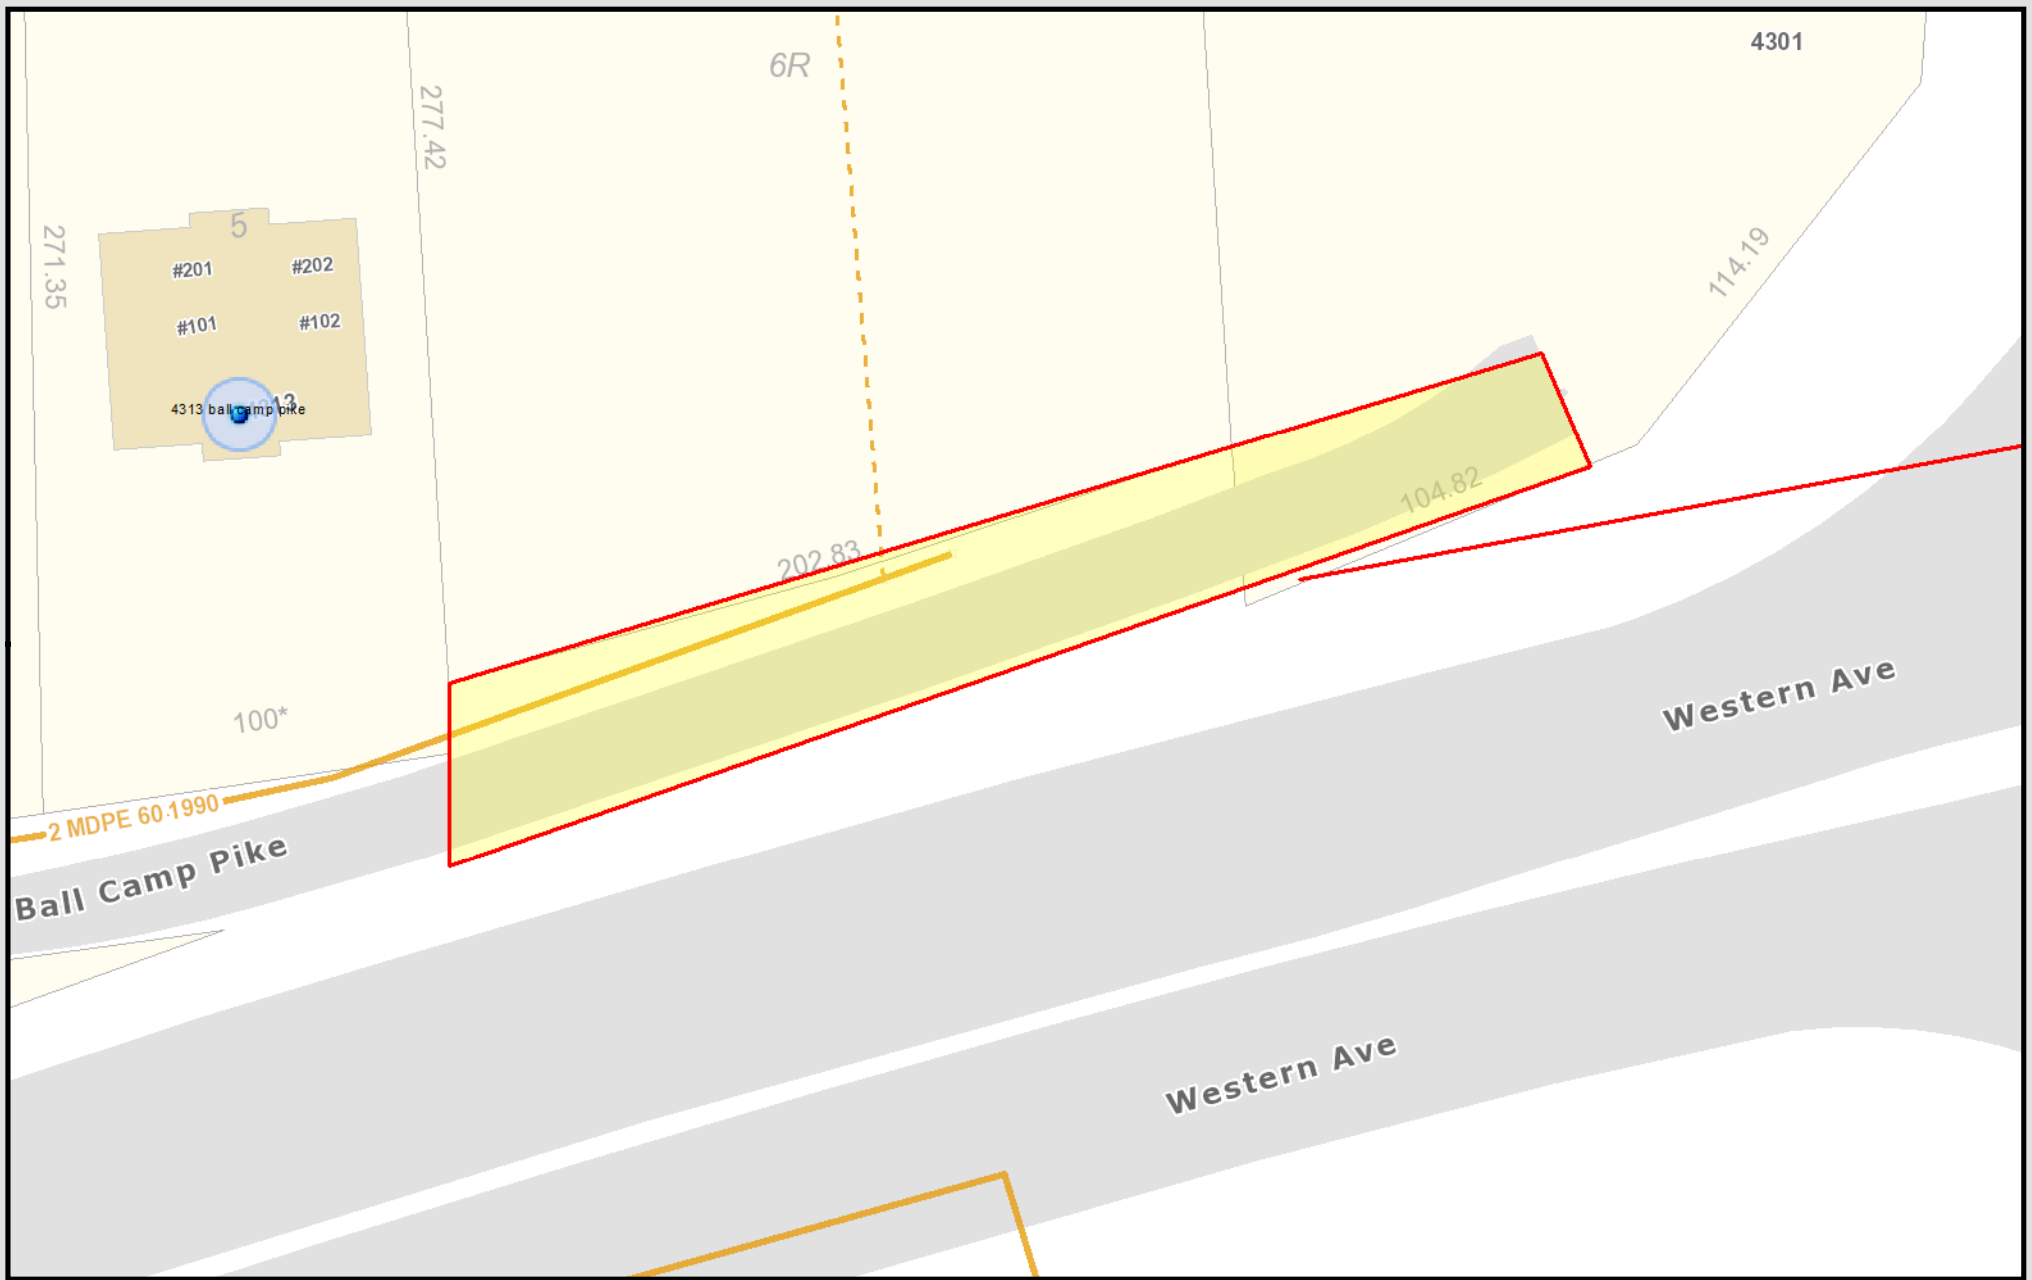 4301
6R
277.42
5
271.35
#201
#202
#101
#102
114.19
4313 ball camp pike
104.82
202.83
100*
2 MDPE 60 1990
Ball Camp Pike
Western Ave
Western Ave